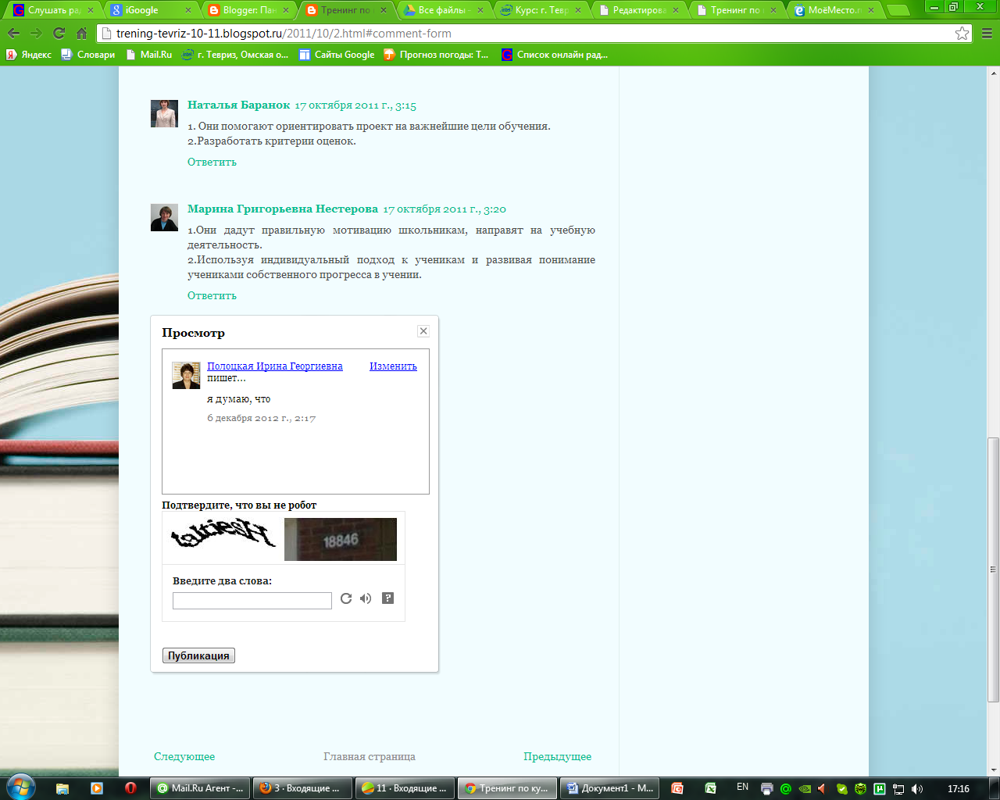 Слушать рад
iGoogle
Blogger: Пан
Тренинг по
Все файлы -
Курс: г. Тевр
Редактирова
Тренинг по
МоёМесто.r
trening-tevriz-10-11.blogspot.ru/2011/10/2.html#comment-form
Яндекс
Словари
Mail.Ru
г. Тевриз, Омская о...
Сайты Google
Прогноз погоды: Т...
Список онлайн рад...
Наталья Баранок 17 октября 2011 г., 3:15
1. Они помогают ориентировать проект на важнейшие цели обучения.
2.Разработать критерии оценок.
Ответить
Марина Григорьевна Нестерова 17 октября 2011 г., 3:20
1.Они дадут правильную мотивацию школьникам, направят на учебную
деятельность.
2.Используя индивидуальный подход к ученикам и развивая понимание
учениками собственного прогресса в учении.
Ответить
Просмотр
Полоцкая Ирина Георгиевна Изменить
пишет...
я думаю, что
6 декабря 2012 г., 2:17
Подтвердите, что вы не робот
18846
Введите два слова:
Публикация
Следующее
Главная страница
Предыдущее
Mail.Ru Агент -...
3 · Входящие ...
11 · Входящие ...
Тренинг по ку...
Документ1 - M...
EN
17:16